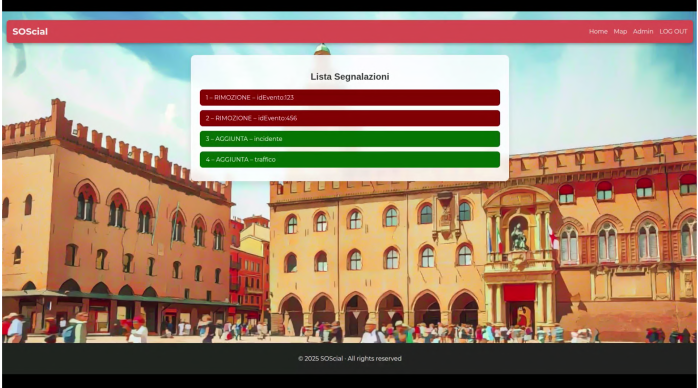 SOScial
Home Map Admin LOG OUT
Lista Segnalazioni
1 - RIMOZIONE - idEvento:123
2 - RIMOZIONE - idEvento:456
3 - AGGIUNTA - incidente
4 - AGGIUNTA - traffico
© 2025 SOScial · All rights reserved